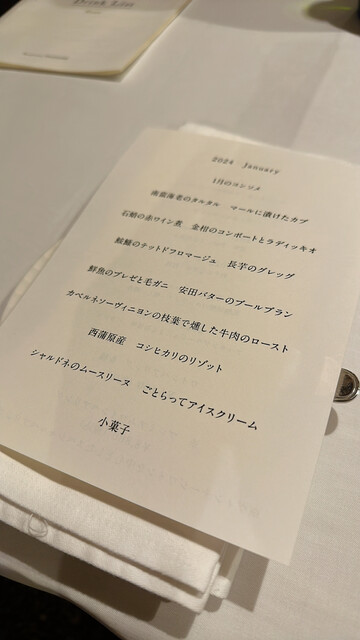 Drink List
2024 January
1月のコンソメ
南蛮海老のタルタル マールに漬けたカブ
石鯛の赤ワイン煮 金柑のコンポートとラディッキオ
鮟鱇のテットドフロマージュ 長芋のグレッグ
鮮魚のブレゼと毛ガニ 安田バターのブールブラン
カベルネソーヴィニヨンの枝葉で燻した牛肉のロースト
西蒲原産 コシヒカリのリゾット
シャルドネのムースリーヌ ごとらってアイスクリーム
小菓子